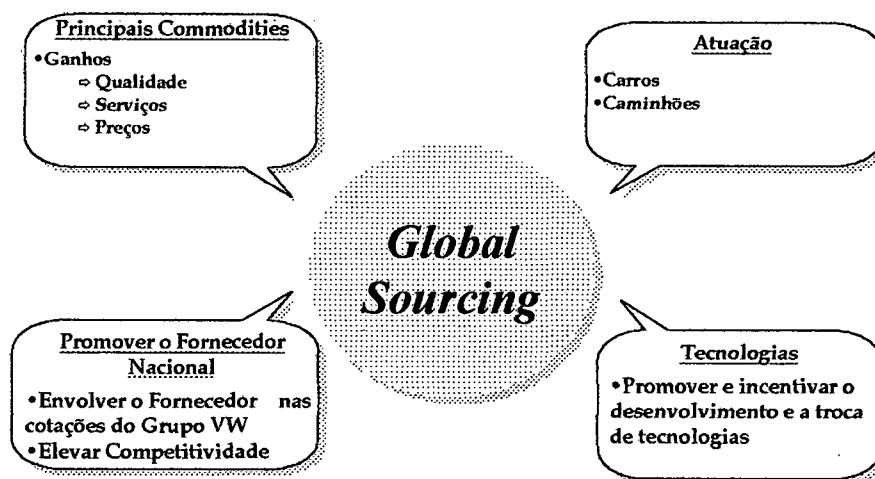 Principais Commodities
•Ganhos
⇨ Qualidade
⇨ Serviços
⇨ Preços
Atuação
•Carros
•Caminhões
Global
Sourcing
Promover o Fornecedor
Nacional
•Envolver o Fornecedor nas
cotações do Grupo VW
•Elevar Competitividade
Tecnologias
•Promover e incentivar o
desenvolvimento e a troca
de tecnologias